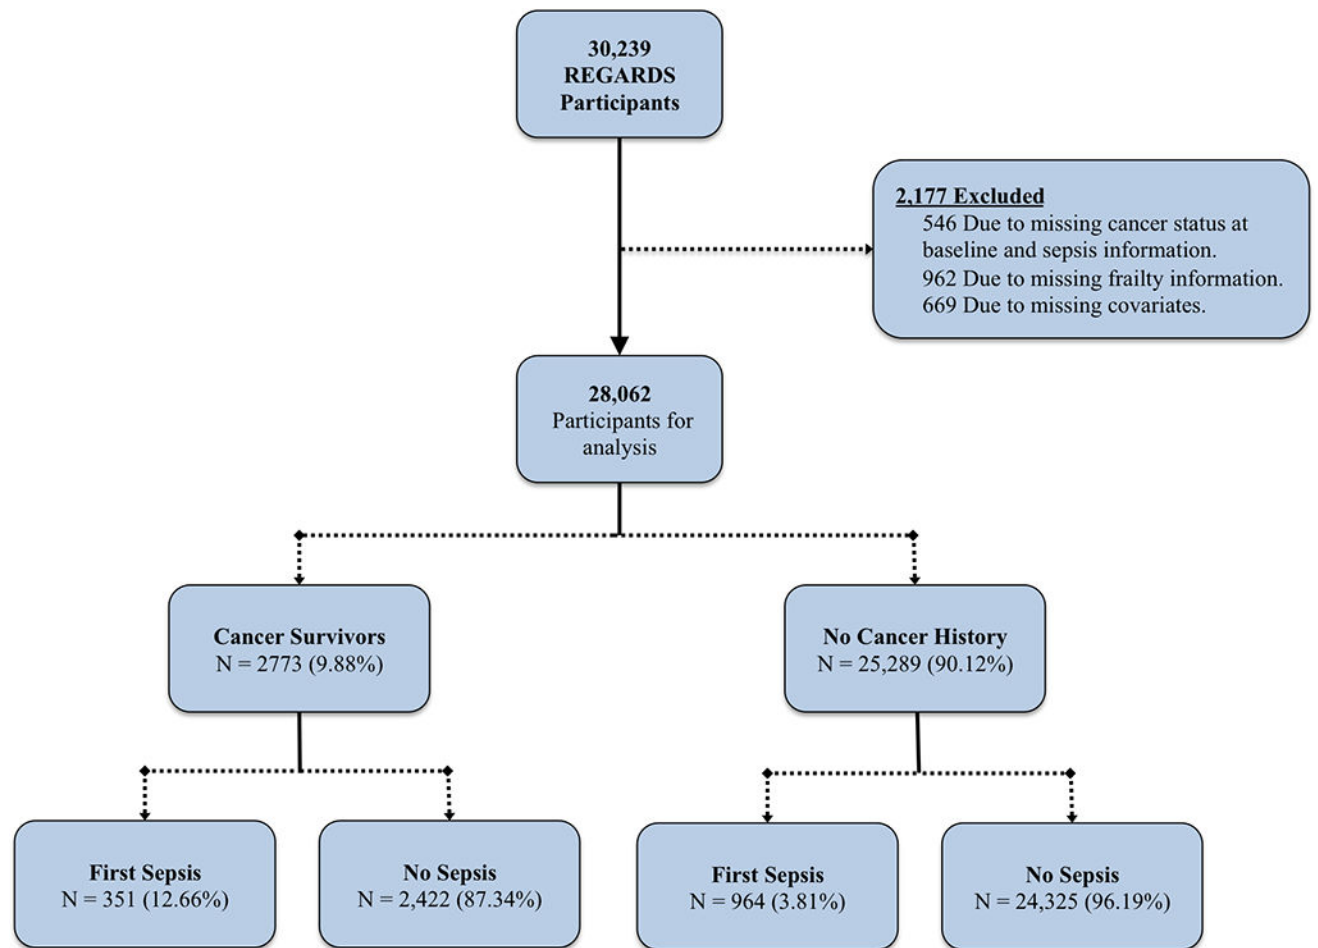 30,239
REGARDS
Participants
2,177 Excluded
546 Due to missing cancer status at
baseline and sepsis information.
962 Due to missing frailty information.
669 Due to missing covariates.
28,062
Participants for
analysis
Cancer Survivors
N = 2773 (9.88%)
No Cancer History
N = 25,289 (90.12%)
First Sepsis
N = 351 (12.66%)
No Sepsis
N = 2,422 (87.34%)
First Sepsis
N = 964 (3.81%)
No Sepsis
N = 24,325 (96.19%)